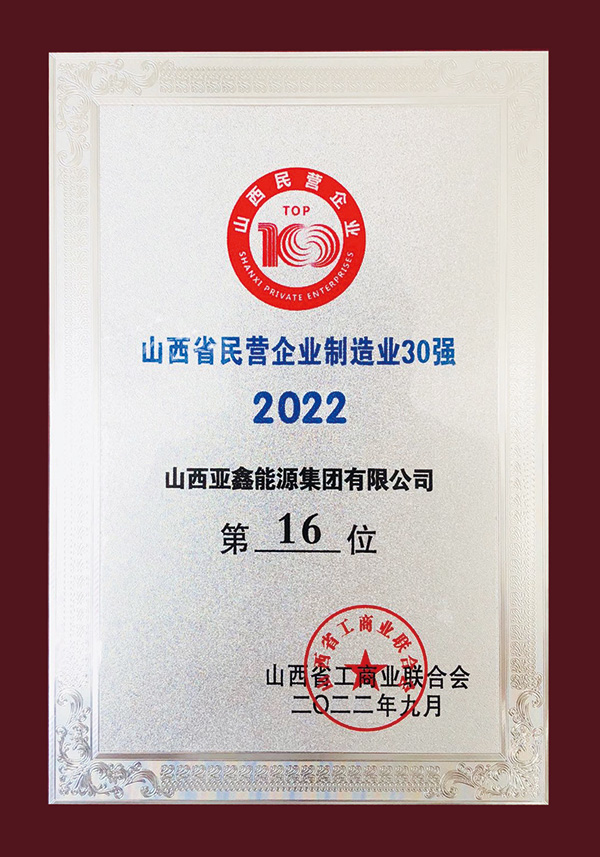 山西民营企业
TOP
100
SHANXI PRIVATE ENTERPRISES
山西省民营企业制造业30强
2022
山西亚鑫能源集团有限公司
第 16 位
山西省工商业联合会
山西省工商业联合会
二〇二二年九月